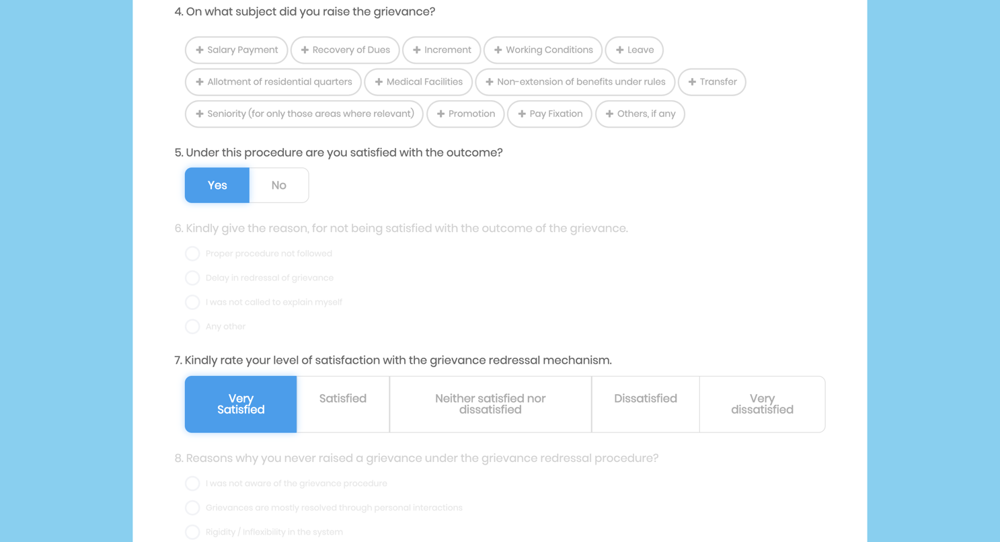 4. On what subject did you raise the grievance?
+ Salary Payment + Recovery of Dues + Increment + Working Conditions + Leave
+ Allotment of residential quarters + Medical Facilities + Non-extension of benefits under rules + Transfer
+ Seniority (for only those areas where relevant) + Promotion + Pay Fixation + Others, if any
5. Under this procedure are you satisfied with the outcome?
Yes No
6. Kindly give the reason, for not being satisfied with the outcome of the grievance.
Proper procedure not followed
Delay in redressal of grievance
I was not called to explain myself
Any other
7. Kindly rate your level of satisfaction with the grievance redressal mechanism.
Very
Satisfied
Satisfied
Neither satisfied nor
dissatisfied
Dissatisfied
Very
dissatisfied
8. Reasons why you never raised a grievance under the grievance redressal procedure?
I was not aware of the grievance procedure
Grievances are mostly resolved through personal interactions
Rigidity / Inflexibility in the system